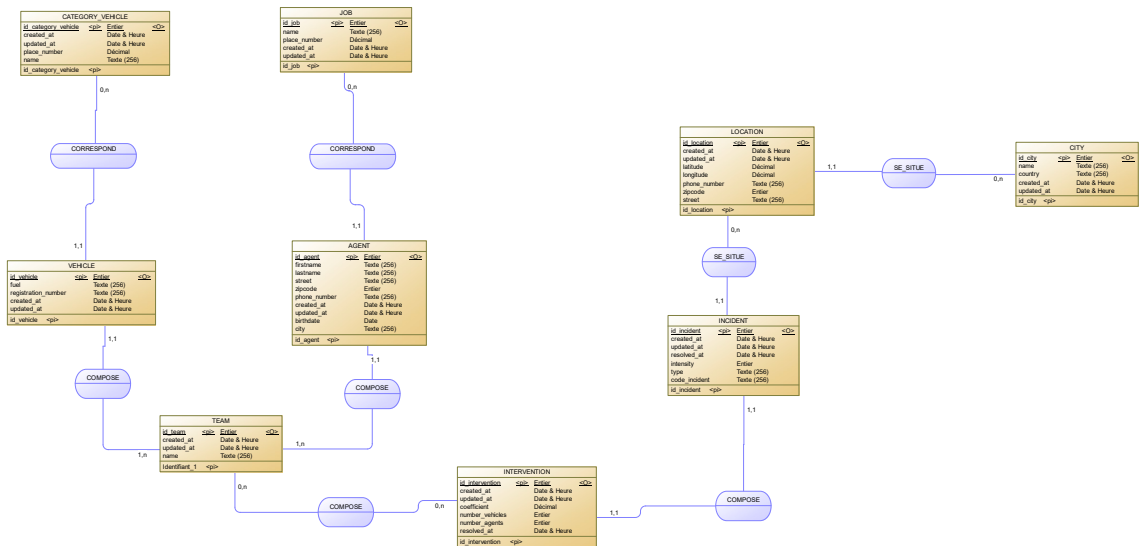 CATEGORY_VEHICLE
id_category_vehicle <pi> Entier <O>
created_at Date & Heure
updated_at Date & Heure
place_number Décimal
name Texte (256)
id_category_vehicle <pi>
0,n
CORRESPOND
1,1
JOB
id_job <pi> Entier <O>
name Texte (256)
place_number Décimal
created_at Date & Heure
updated_at Date & Heure
id_job <pi>
0,n
CORRESPOND
1,1
LOCATION
id_location <pi> Entier <O>
created_at Date & Heure
updated_at Date & Heure
latitude Décimal
longitude Décimal
phone_number Texte (256)
zipcode Entier
street Texte (256)
id_location <pi>
1,1
SE_SITUE
0,n
CITY
id_city <pi> Entier <O>
name Texte (256)
country Texte (256)
created_at Date & Heure
updated_at Date & Heure
id_city <pi>
0,n
SE_SITUE
1,1
VEHICLE
id_vehicle <pi> Entier <O>
fuel Texte (256)
registration_number Texte (256)
created_at Date & Heure
updated_at Date & Heure
id_vehicle <pi>
1,1
COMPOSE
1,n
AGENT
id_agent <pi> Entier <O>
firstname Texte (256)
lastname Texte (256)
street Texte (256)
zipcode Entier
phone_number Texte (256)
created_at Date & Heure
updated_at Date & Heure
birthdate Date
city Texte (256)
id_agent <pi>
1,1
COMPOSE
1,n
INCIDENT
id_incident <pi> Entier <O>
created_at Date & Heure
updated_at Date & Heure
resolved_at Date & Heure
intensity Entier
type Texte (256)
code_incident Texte (256)
id_incident <pi>
1,1
COMPOSE
1,1
TEAM
id_team <pi> Entier <O>
created_at Date & Heure
updated_at Date & Heure
name Texte (256)
Identifiant_1 <pi>
0,n
COMPOSE
0,n
INTERVENTION
id_intervention <pi> Entier <O>
created_at Date & Heure
updated_at Date & Heure
coefficient Décimal
number_vehicles Entier
number_agents Entier
resolved_at Date & Heure
id_intervention <pi>